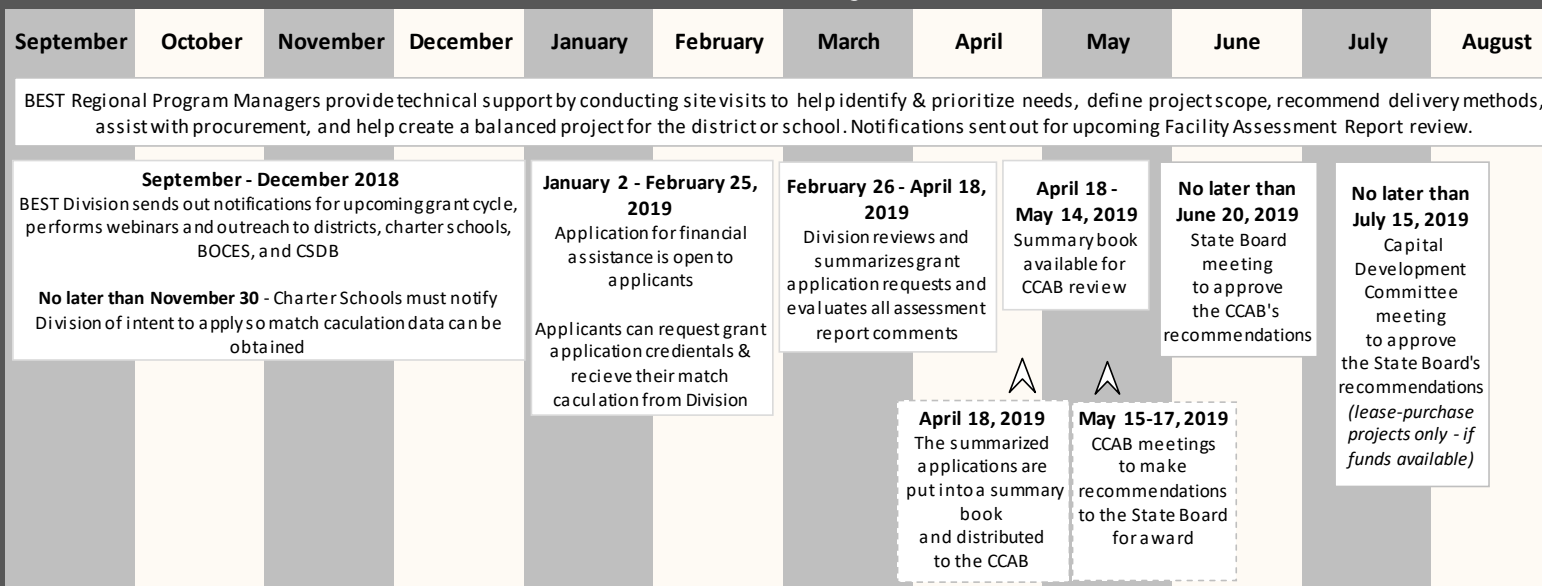 September October November December January February March April May June July August
BEST Regional Program Managers provide technical support by conducting site visits to help identify & prioritize needs, define project scope, recommend delivery methods,
assist with procurement, and help create a balanced project for the district or school. Notifications sent out for upcoming Facility Assessment Report review.
September - December 2018
BEST Division sends out notifications for upcoming grant cycle,
performs webinars and outreach to districts, charter schools,
BOCES, and CSDB
No later than November 30 - Charter Schools must notify
Division of intent to apply so match caculation data can be
obtained
January 2 - February 25,
2019
Application for financial
assistance is open to
applicants
Applicants can request grant
application credientals &
recieve their match
caculation from Division
February 26 - April 18,
2019
Division reviews and
summarizes grant
application requests and
evaluates all assessment
report comments
April 18 -
May 14, 2019
Summary book
available for
CCAB review
No later than
June 20, 2019
State Board
meeting
to approve
the CCAB's
recommendations
No later than
July 15, 2019
Capital
Development
Committee
meeting
to approve
the State Board's
recommendations
(lease-purchase
projects only - if
funds available)
April 18, 2019
The summarized
applications are
put into a summary
book
and distributed
to the CCAB
May 15-17, 2019
CCAB meetings
to make
recommendations
to the State Board
for award